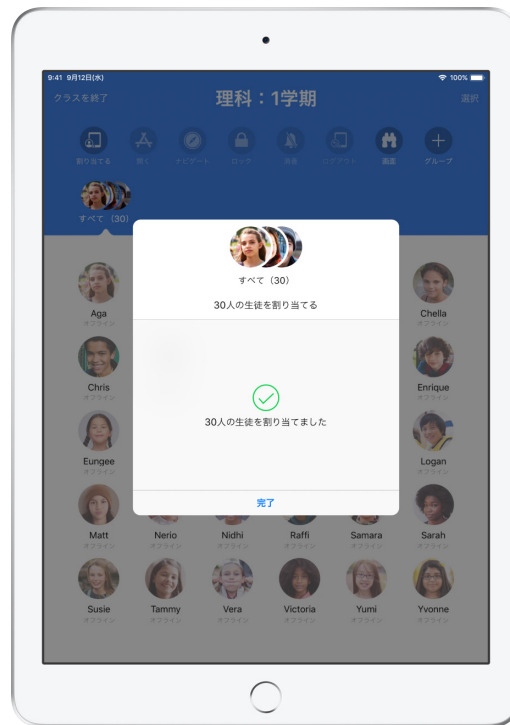 9:41 9月12日(水)
100%
クラスを終了
理科：1学期
選択
割り当てる
開く
ナビゲート
ロック
消音
ログアウト
画面
グループ
すべて（30）
すべて（30）
30人の生徒を割り当てる
30人の生徒を割り当てました
完了
Aga
Chella
オフライン
オフライン
Chris
Enrique
オフライン
オフライン
Eungee
Logan
オフライン
オフライン
Matt
Nerio
Nidhi
Raffi
Samara
Sarah
オフライン
オフライン
オフライン
オフライン
オフライン
オフライン
Susie
Tammy
Vera
Victoria
Yumi
Yvonne
オフライン
オフライン
オフライン
オフライン
オフライン
オフライン